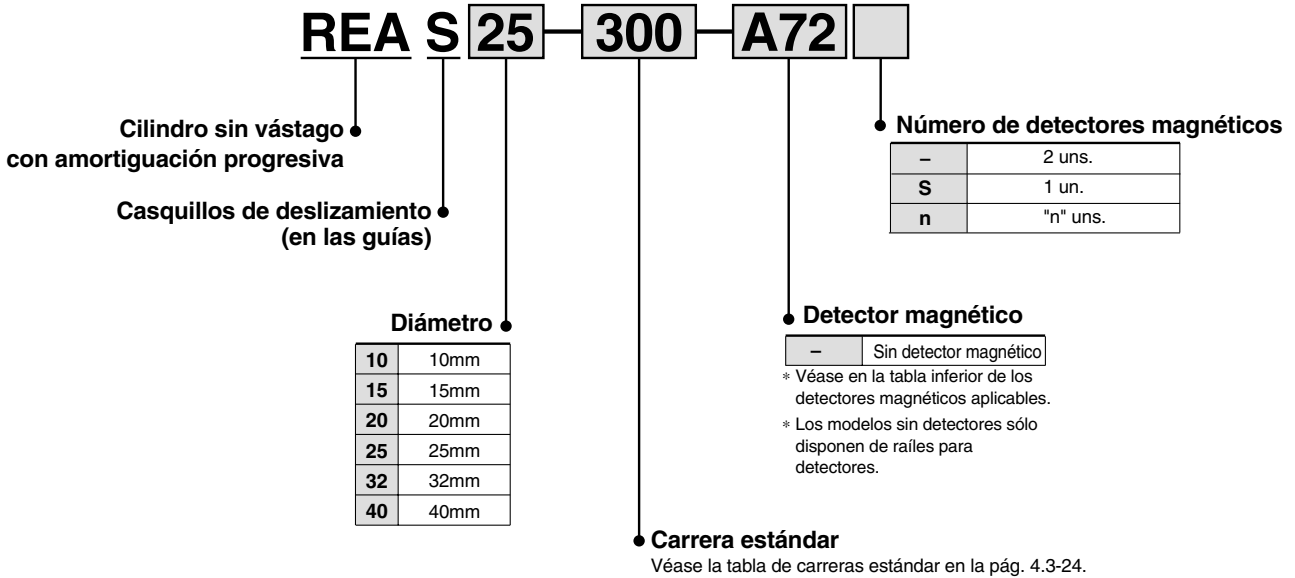 REA S 25 – 300 – A72
Cilindro sin vástago
con amortiguación progresiva
Casquillos de deslizamiento
(en las guías)
Diámetro
10 10mm
15 15mm
20 20mm
25 25mm
32 32mm
40 40mm
Número de detectores magnéticos
– 2 uns.
S 1 un.
n "n" uns.
Detector magnético
– Sin detector magnético
* Véase en la tabla inferior de los
detectores magnéticos aplicables.
* Los modelos sin detectores sólo
disponen de raíles para
detectores.
Carrera estándar
Véase la tabla de carreras estándar en la pág. 4.3-24.